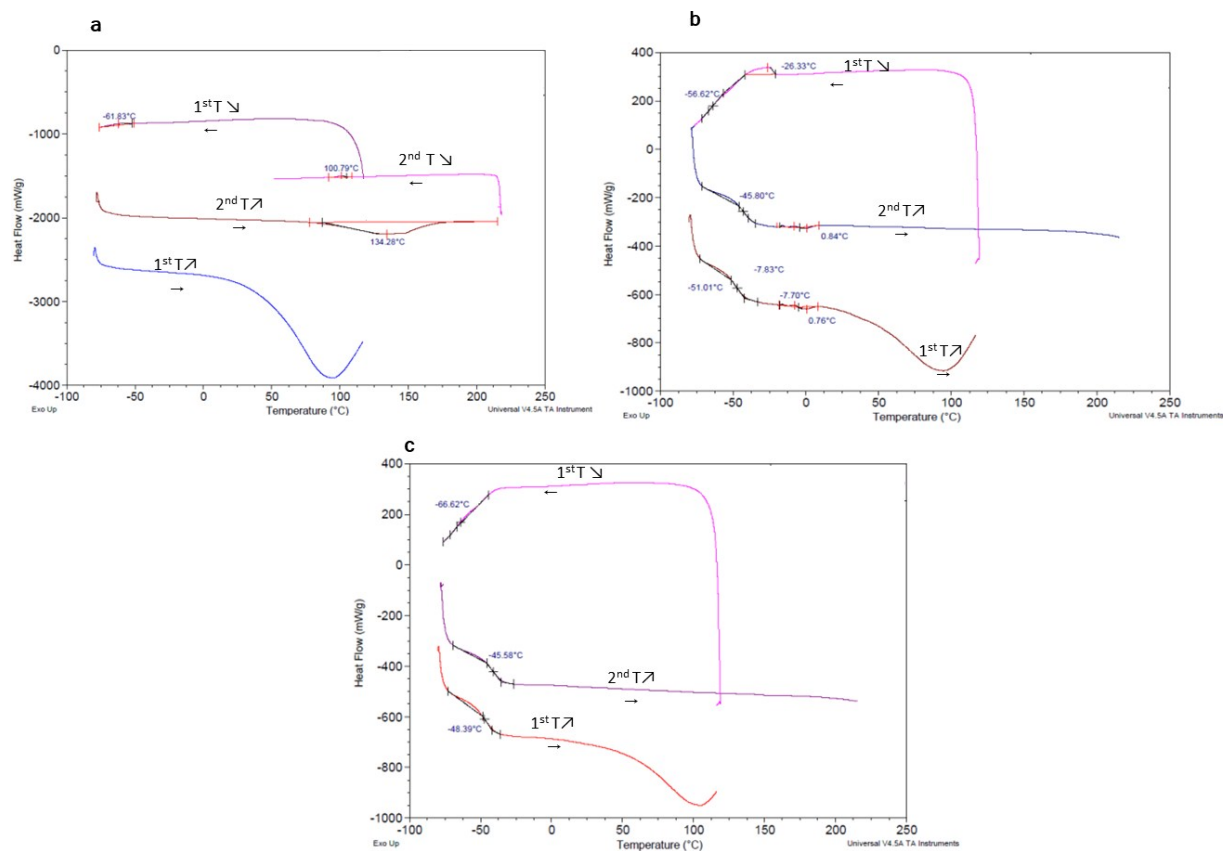 a
0
-1000
-2000
-3000
-4000
Heat Flow (mW/g)
-61.83°C
1st T ↘
←
100.79°C
2nd T ↘
←
2nd T↗
→
134.28°C
1st T↗
→
-100
-50
0
50
100
150
200
250
Exo Up
Temperature (°C)
Universal V4.5A TA Instruments
b
400
200
0
-200
-400
-600
-800
-1000
Heat Flow (mW/g)
-26.33°C
1st T ↘
←
-56.62°C
-45.80°C
2nd T↗
→
0.84°C
-7.83°C
-51.01°C
-7.70°C
0.76°C
1st T↗
→
-100
-50
0
50
100
150
200
250
Exo Up
Temperature (°C)
Universal V4.5A TA Instruments
c
400
200
0
-200
-400
-600
-800
-1000
Heat Flow (mW/g)
1st T ↘
←
-66.62°C
-45.58°C
2nd T↗
→
-48.39°C
1st T↗
→
-100
-50
0
50
100
150
200
250
Exo Up
Temperature (°C)
Universal V4.5A TA Instruments